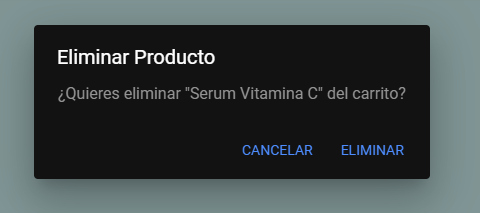 Eliminar Producto
¿Quieres eliminar "Serum Vitamina C" del carrito?
CANCELAR ELIMINAR